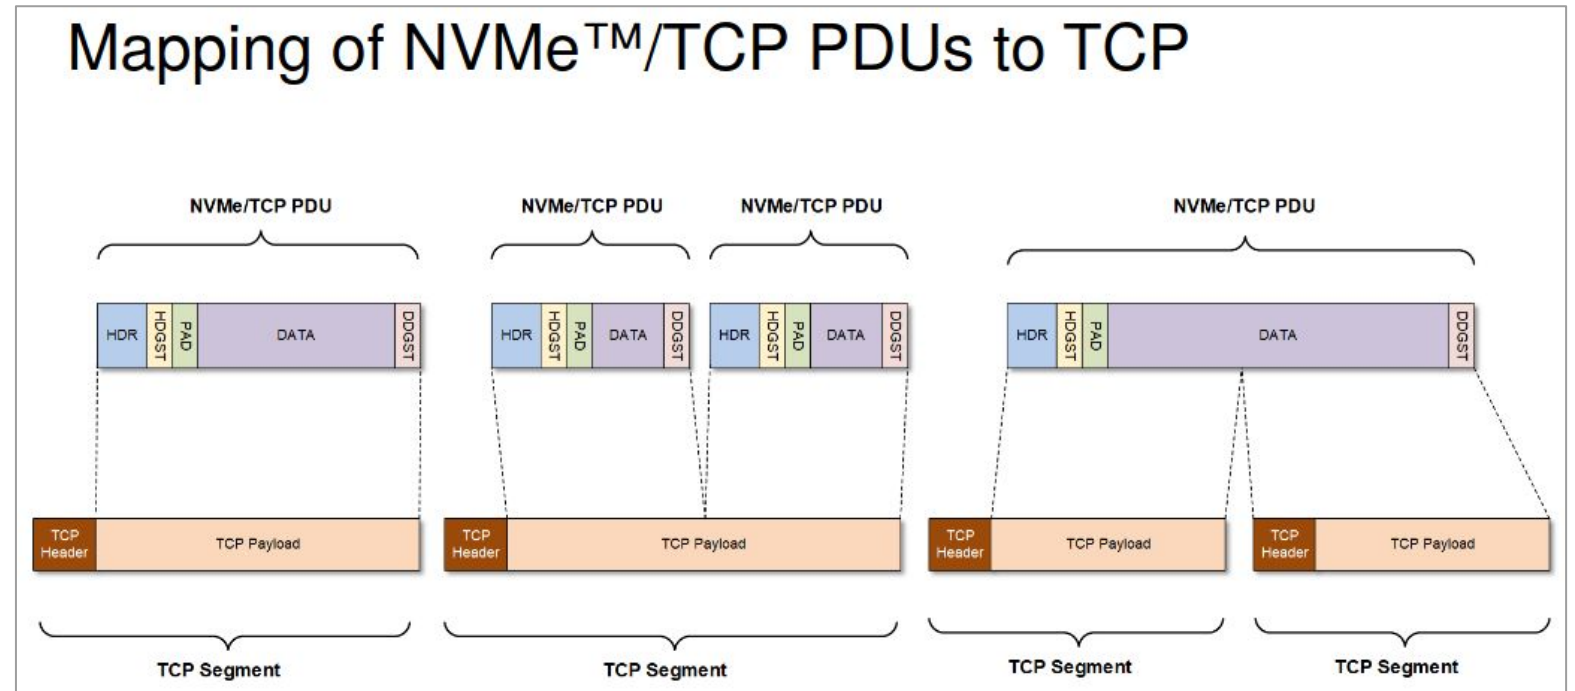 Mapping of NVMe™/TCP PDUs to TCP
NVMe/TCP PDU
NVMe/TCP PDU
NVMe/TCP PDU
NVMe/TCP PDU
HDR HDGST PAD DATA DDGST
HDR HDGST PAD DATA DDGST
HDR HDGST PAD DATA DDGST
HDR HDGST PAD DATA DDGST
TCP Header
TCP Payload
TCP Header
TCP Payload
TCP Header
TCP Payload
TCP Header
TCP Payload
TCP Segment
TCP Segment
TCP Segment
TCP Segment